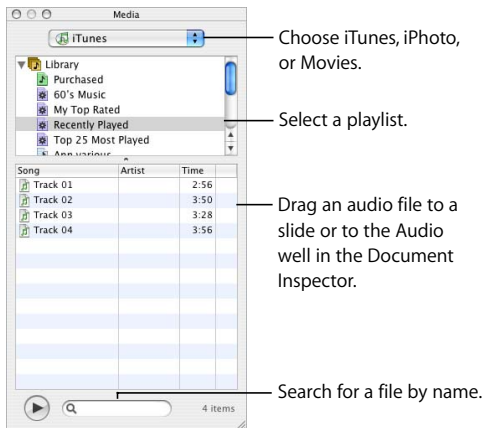 Media
iTunes
Choose iTunes, iPhoto,
or Movies.
Library
Purchased
60's Music
My Top Rated
Recently Played
Select a playlist.
Top 25 Most Played
Ann various
Song Artist Time
Track 01 2:56
Track 02 3:50
Track 03 3:28
Track 04 3:56
Drag an audio file to a
slide or to the Audio
well in the Document
Inspector.
Search for a file by name.
4 items